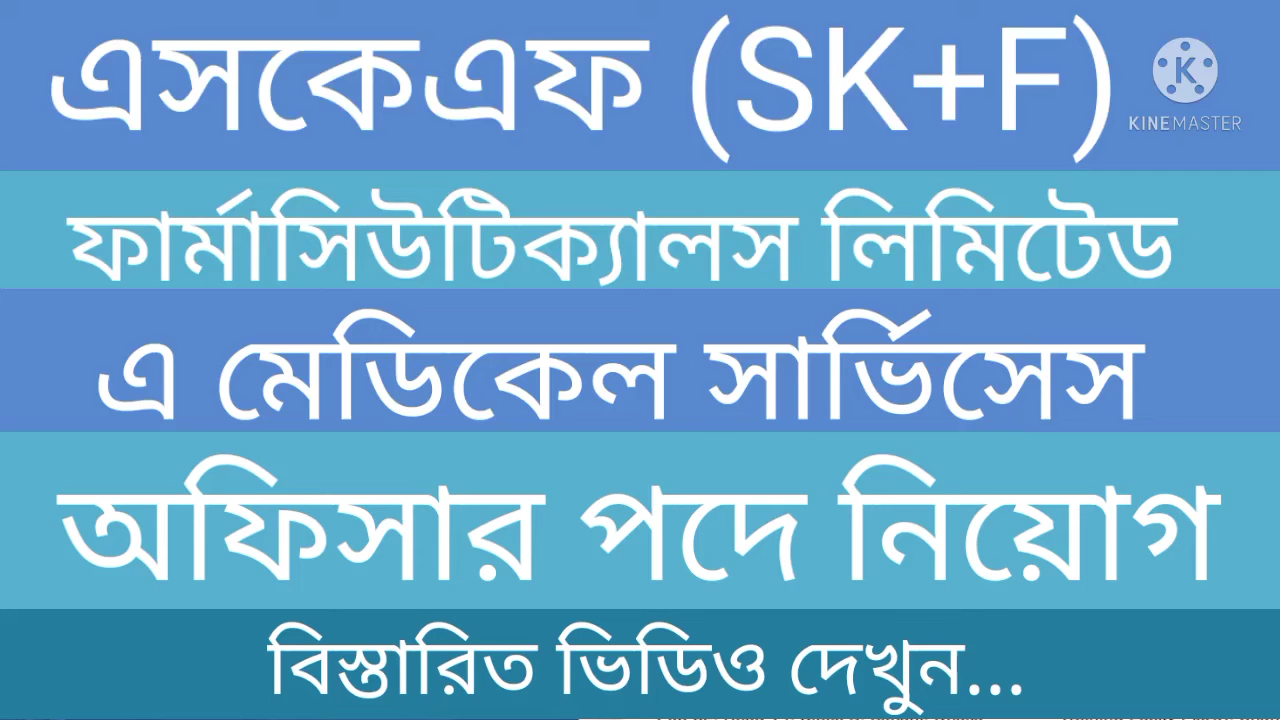 এসকেএফ (SK+F)
KINEMASTER
ফার্মাসিউটিক্যালস লিমিটেড
এ মেডিকেল সার্ভিসেস
অফিসার পদে নিয়োগ
বিস্তারিত ভিডিও দেখুন...